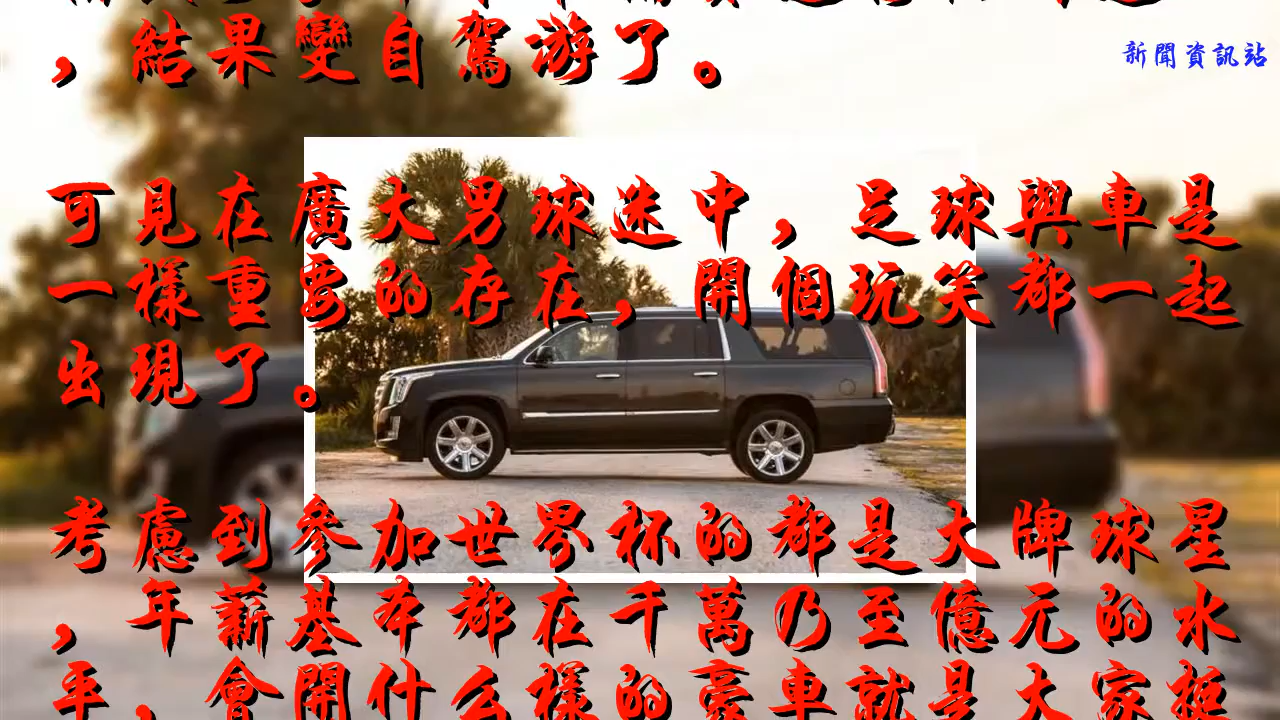 ，結果變自駕游了。
新聞資訊站
可見在廣大男球迷中，足球與車是
一樣重要的存在，開個玩笑都一起
出現了。
考慮到參加世界杯的都是大牌球星
，年薪基本都在千萬乃至億元的水
平，會開什么樣的豪車就是大家挺